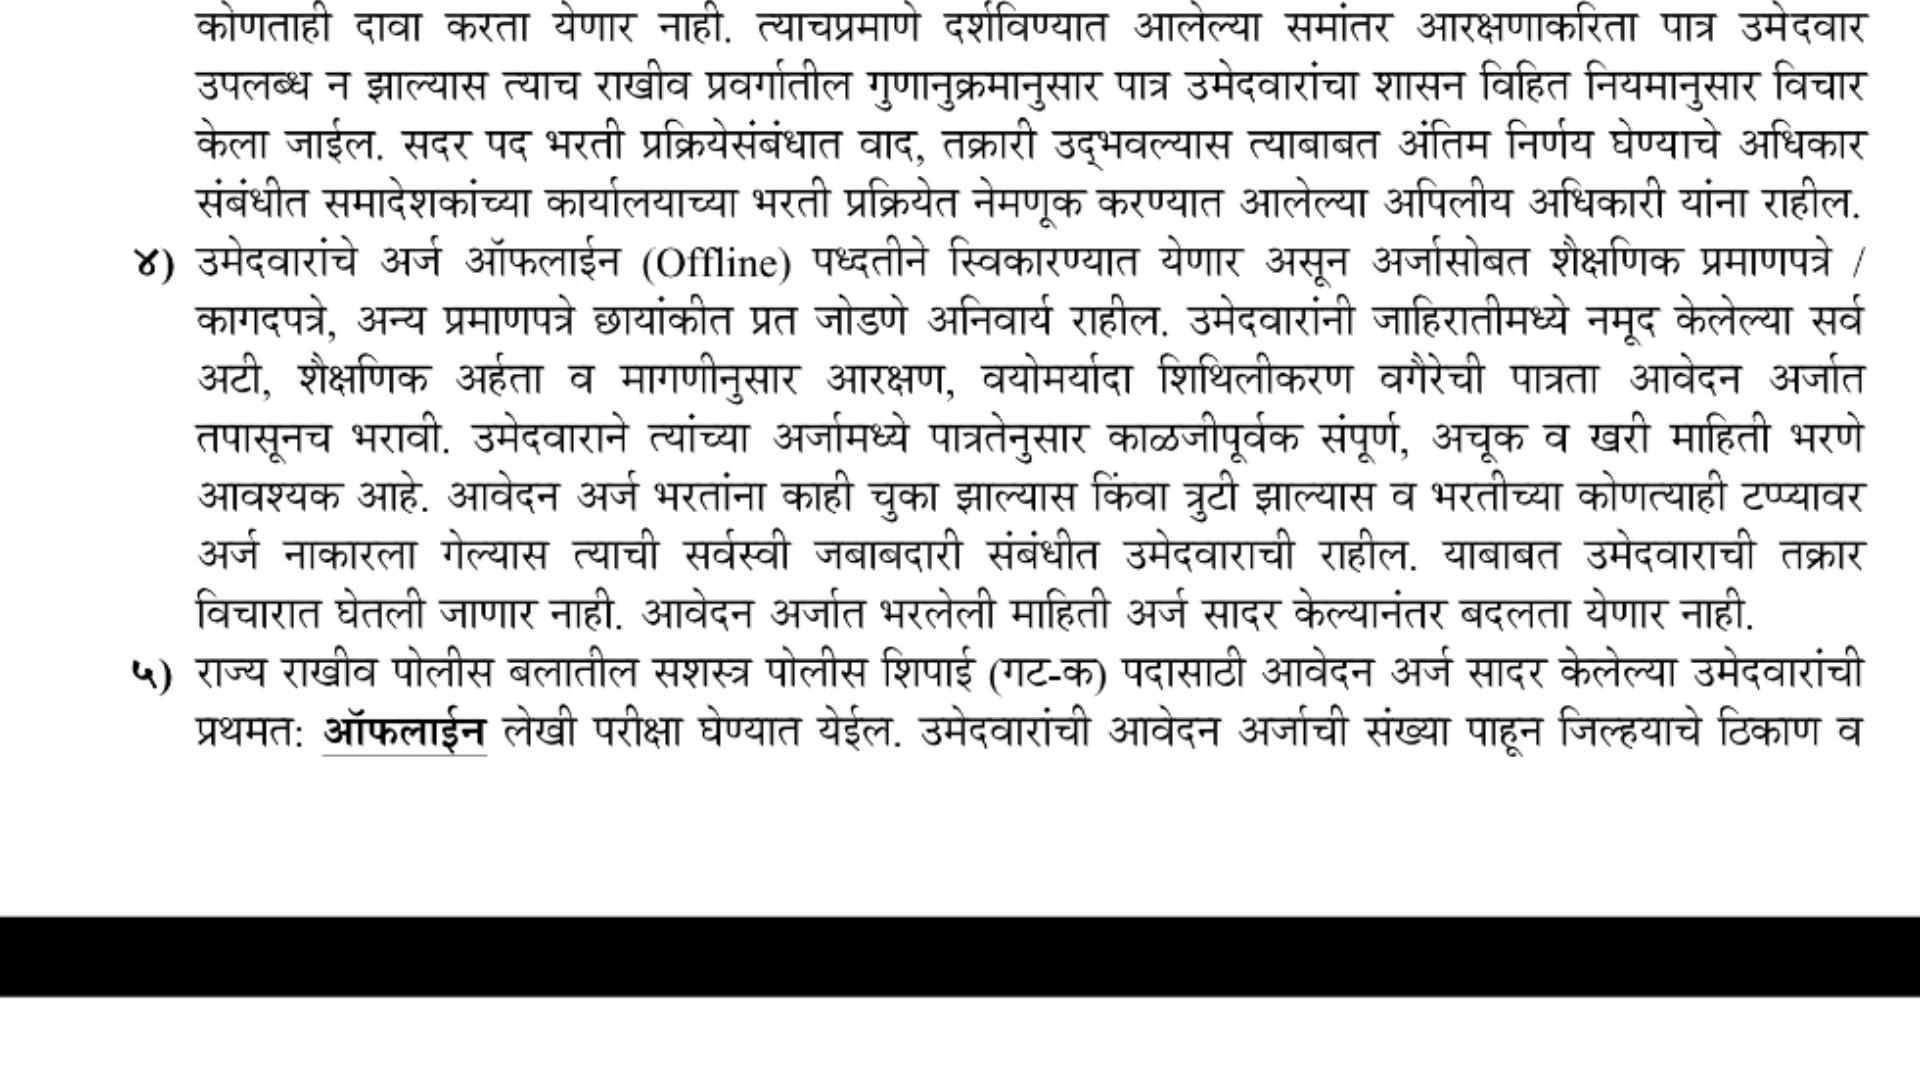 कोणताही दावा करता येणार नाही. त्याचप्रमाणे दर्शविण्यात आलेल्या समांतर आरक्षणाकरिता पात्र उमेदवार
उपलब्ध न झाल्यास त्याच राखीव प्रवर्गातील गुणानुक्रमानुसार पात्र उमेदवारांचा शासन विहित नियमानुसार विचार
केला जाईल. सदर पद भरती प्रक्रियेसंबंधात वाद, तक्रारी उद्‌भवल्यास त्याबाबत अंतिम निर्णय घेण्याचे अधिकार
संबंधीत समादेशकांच्या कार्यालयाच्या भरती प्रक्रियेत नेमणूक करण्यात आलेल्या अपिलीय अधिकारी यांना राहील.
४) उमेदवारांचे अर्ज ऑफलाईन (Offline) पध्दतीने स्विकारण्यात येणार असून अर्जासोबत शैक्षणिक प्रमाणपत्रे /
कागदपत्रे, अन्य प्रमाणपत्रे छायांकीत प्रत जोडणे अनिवार्य राहील. उमेदवारांनी जाहिरातीमध्ये नमूद केलेल्या सर्व
अटी, शैक्षणिक अर्हता व मागणीनुसार आरक्षण, वयोमर्यादा शिथिलीकरण वगैरेची पात्रता आवेदन अर्जात
तपासूनच भरावी. उमेदवाराने त्यांच्या अर्जामध्ये पात्रतेनुसार काळजीपूर्वक संपूर्ण, अचूक व खरी माहिती भरणे
आवश्यक आहे. आवेदन अर्ज भरतांना काही चुका झाल्यास किंवा त्रुटी झाल्यास व भरतीच्या कोणत्याही टप्प्यावर
अर्ज नाकारला गेल्यास त्याची सर्वस्वी जबाबदारी संबंधीत उमेदवाराची राहील. याबाबत उमेदवाराची तक्रार
विचारात घेतली जाणार नाही. आवेदन अर्जात भरलेली माहिती अर्ज सादर केल्यानंतर बदलता येणार नाही.
५) राज्य राखीव पोलीस बलातील सशस्त्र पोलीस शिपाई (गट-क) पदासाठी आवेदन अर्ज सादर केलेल्या उमेदवारांची
प्रथमत: ऑफलाईन लेखी परीक्षा घेण्यात येईल. उमेदवारांची आवेदन अर्जाची संख्या पाहून जिल्हयाचे ठिकाण व